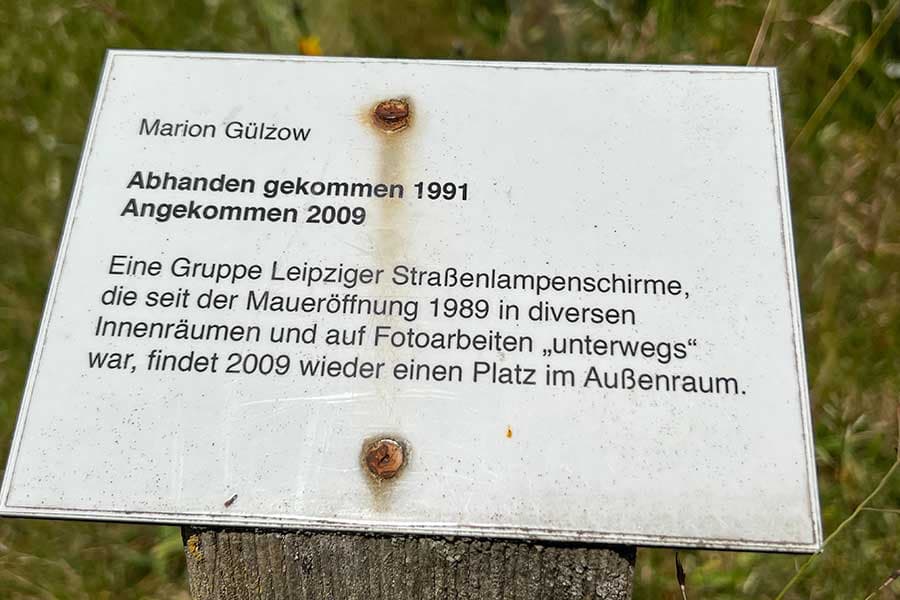 Marion Gülzow
Abhanden gekommen 1991
Angekommen 2009
Eine Gruppe Leipziger Straßenlampenschirme,
die seit der Maueröffnung 1989 in diversen
Innenräumen und auf Fotoarbeiten „unterwegs“
war, findet 2009 wieder einen Platz im Außenraum.